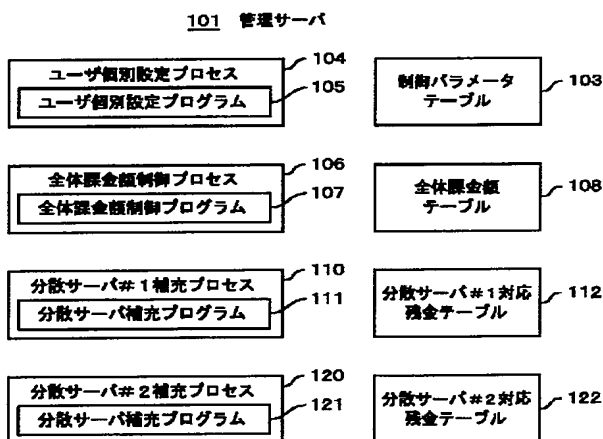 101 管理サーバ
ユーザ個別設定プロセス 104
ユーザ個別設定プログラム 105
制御パラメータ
テーブル 103
全体課金額制御プロセス 106
全体課金額制御プログラム 107
全体課金額
テーブル 108
分散サーバ#1補充プロセス 110
分散サーバ補充プログラム 111
分散サーバ#1対応
残金テーブル 112
分散サーバ#2補充プロセス 120
分散サーバ補充プログラム 121
分散サーバ#2対応
残金テーブル 122